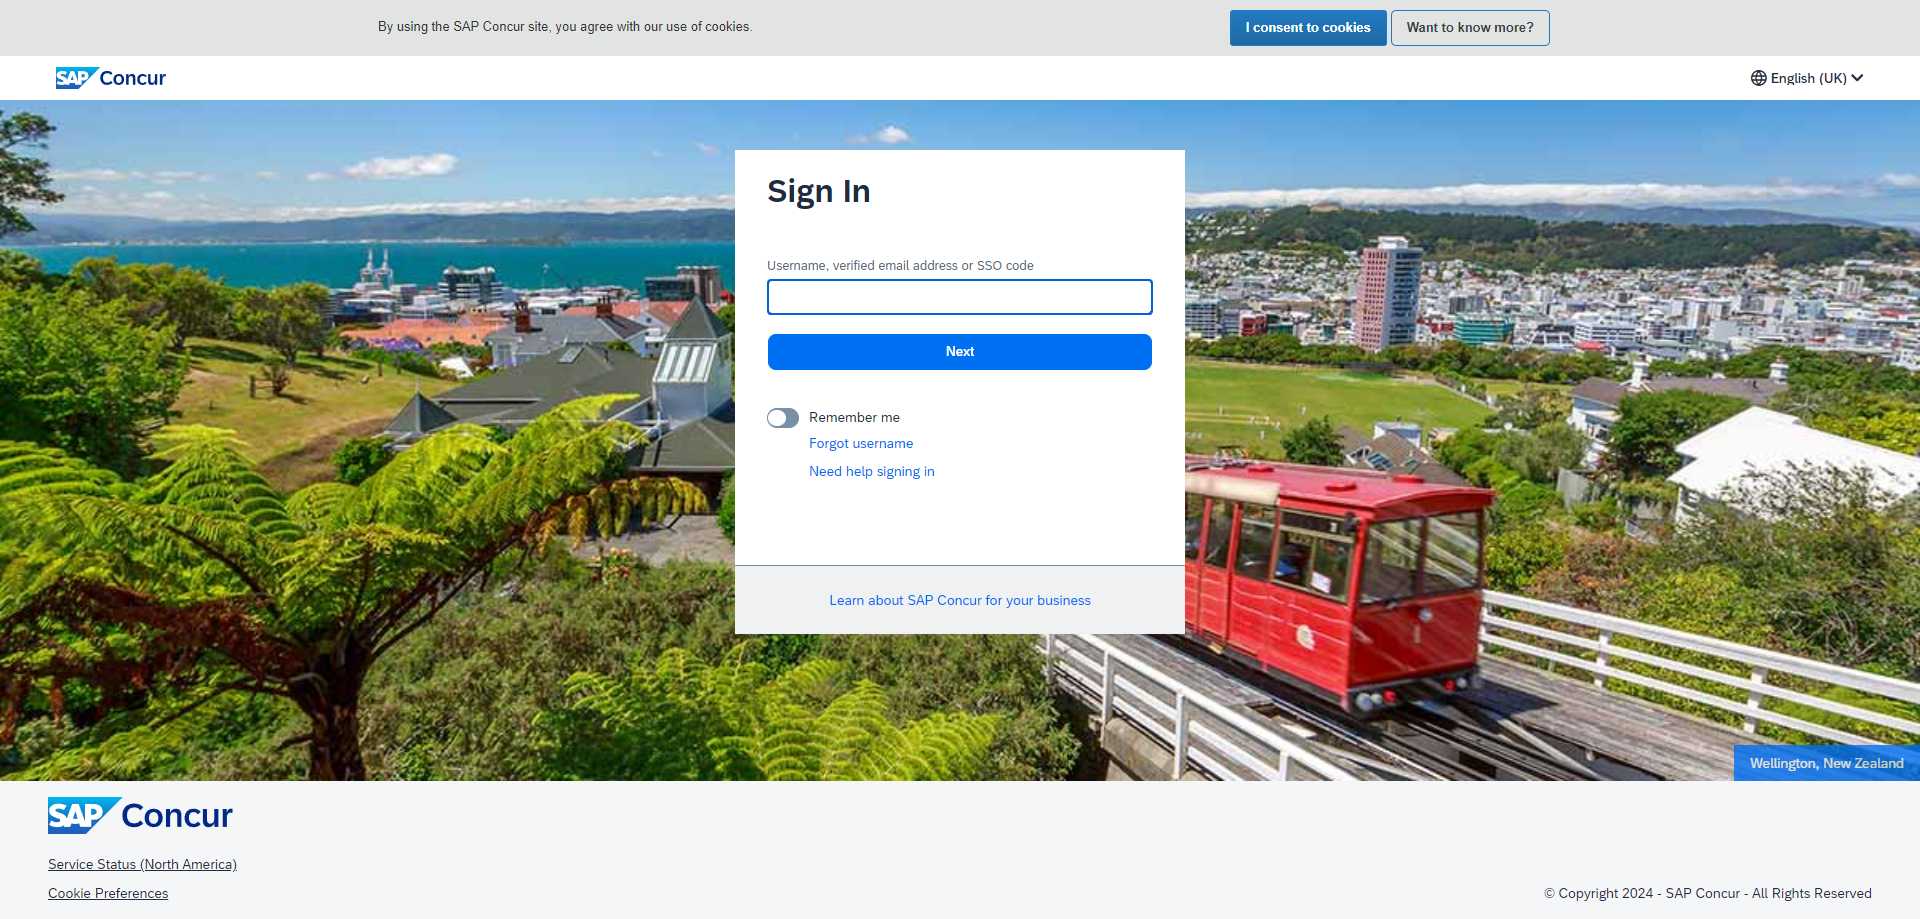 By using the SAP Concur site, you agree with our use of cookies.
I consent to cookies
Want to know more?
SAP Concur
English (UK)
Sign In
Username, verified email address or SSO code
Next
Remember me
Forgot username
Need help signing in
Learn about SAP Concur for your business
Wellington, New Zealand
SAP Concur
Service Status (North America)
Cookie Preferences
© Copyright 2024 - SAP Concur - All Rights Reserved